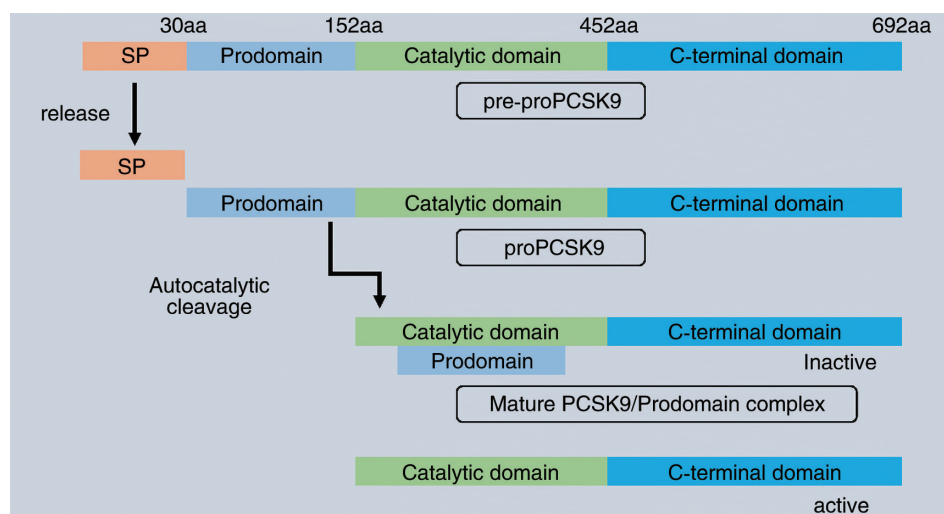 30aa 152aa 452aa 692aa
SP Prodomain Catalytic domain C-terminal domain
pre-proPCSK9
release
SP
Prodomain Catalytic domain C-terminal domain
proPCSK9
Autocatalytic
cleavage
Catalytic domain C-terminal domain
Prodomain Inactive
Mature PCSK9/Prodomain complex
Catalytic domain C-terminal domain
active